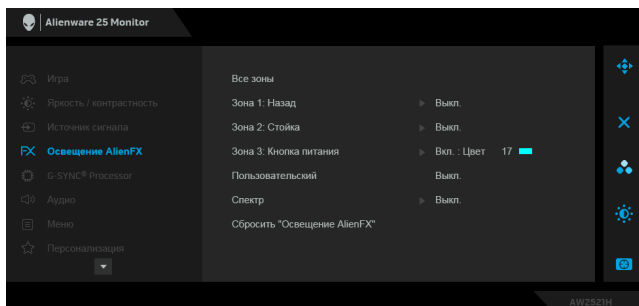 Alienware 25 Monitor
Игра
Яркость / контрастность
Источник сигнала
Освещение AlienFX
G-SYNC® Processor
Аудио
Меню
Персонализация
Все зоны
Зона 1: Назад Выкл.
Зона 2: Стойка Выкл.
Зона 3: Кнопка питания Вкл. : Цвет 17
Пользовательский Выкл.
Спектр Выкл.
Сбросить "Освещение AlienFX"
AW2521H